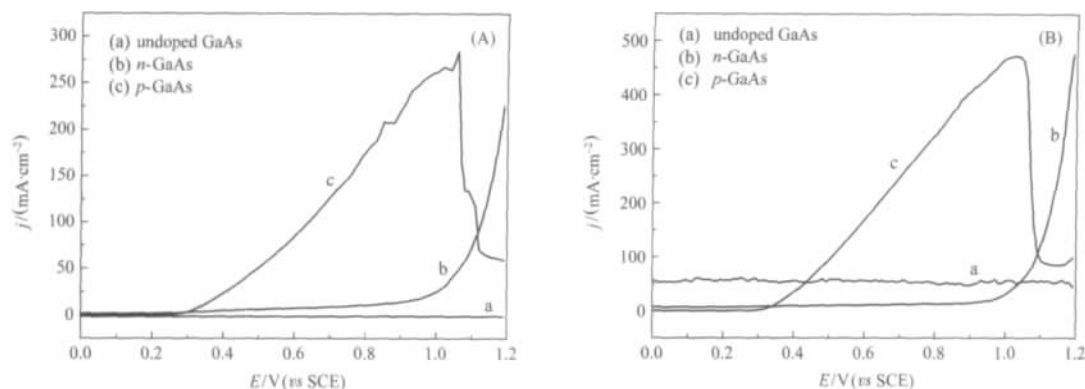 300
250
200
150
100
50
0
j/(mA·cm⁻²)
(a) undoped GaAs
(b) n-GaAs
(c) p-GaAs
(A)
c
b
a
0.0 0.2 0.4 0.6 0.8 1.0 1.2
E/V(vs SCE)
500
400
300
200
100
0
j/(mA·cm⁻²)
(a) undoped GaAs
(b) n-GaAs
(c) p-GaAs
(B)
c
b
a
0.0 0.2 0.4 0.6 0.8 1.0 1.2
E/V(vs SCE)